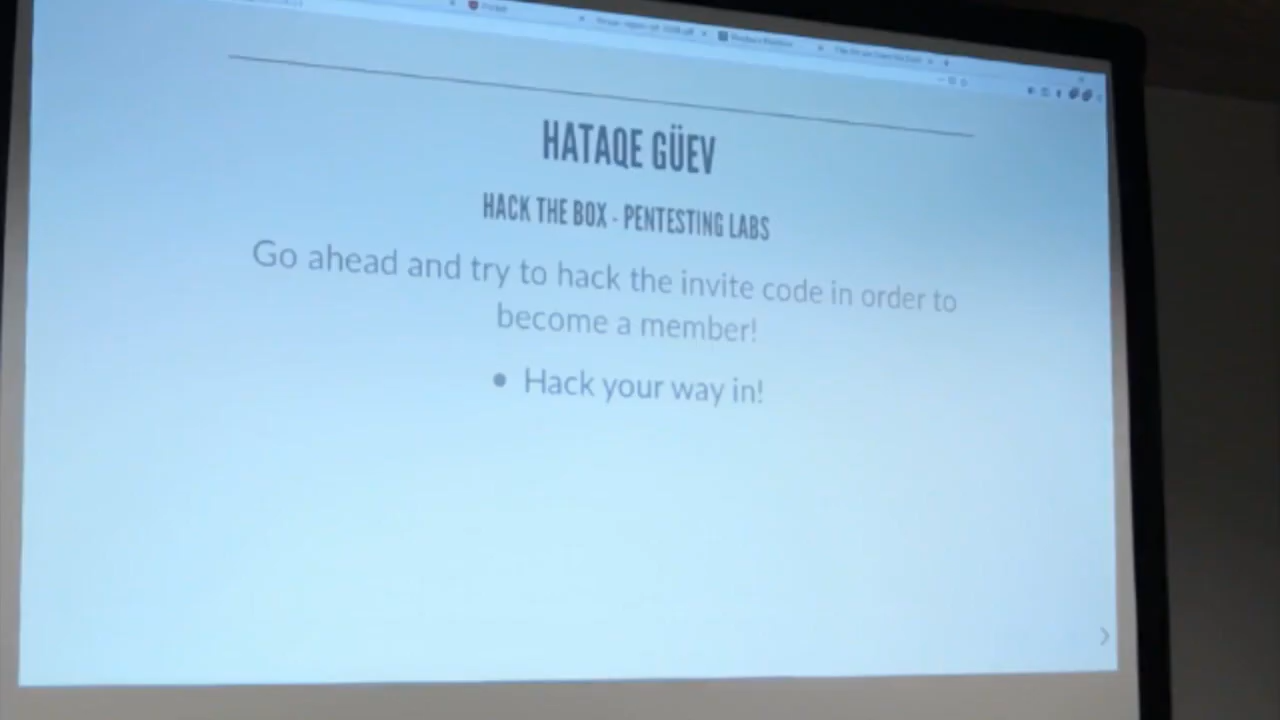 HATAQE GÜEV
HACK THE BOX - PENTESTING LABS
Go ahead and try to hack the invite code in order to
become a member!
• Hack your way in!